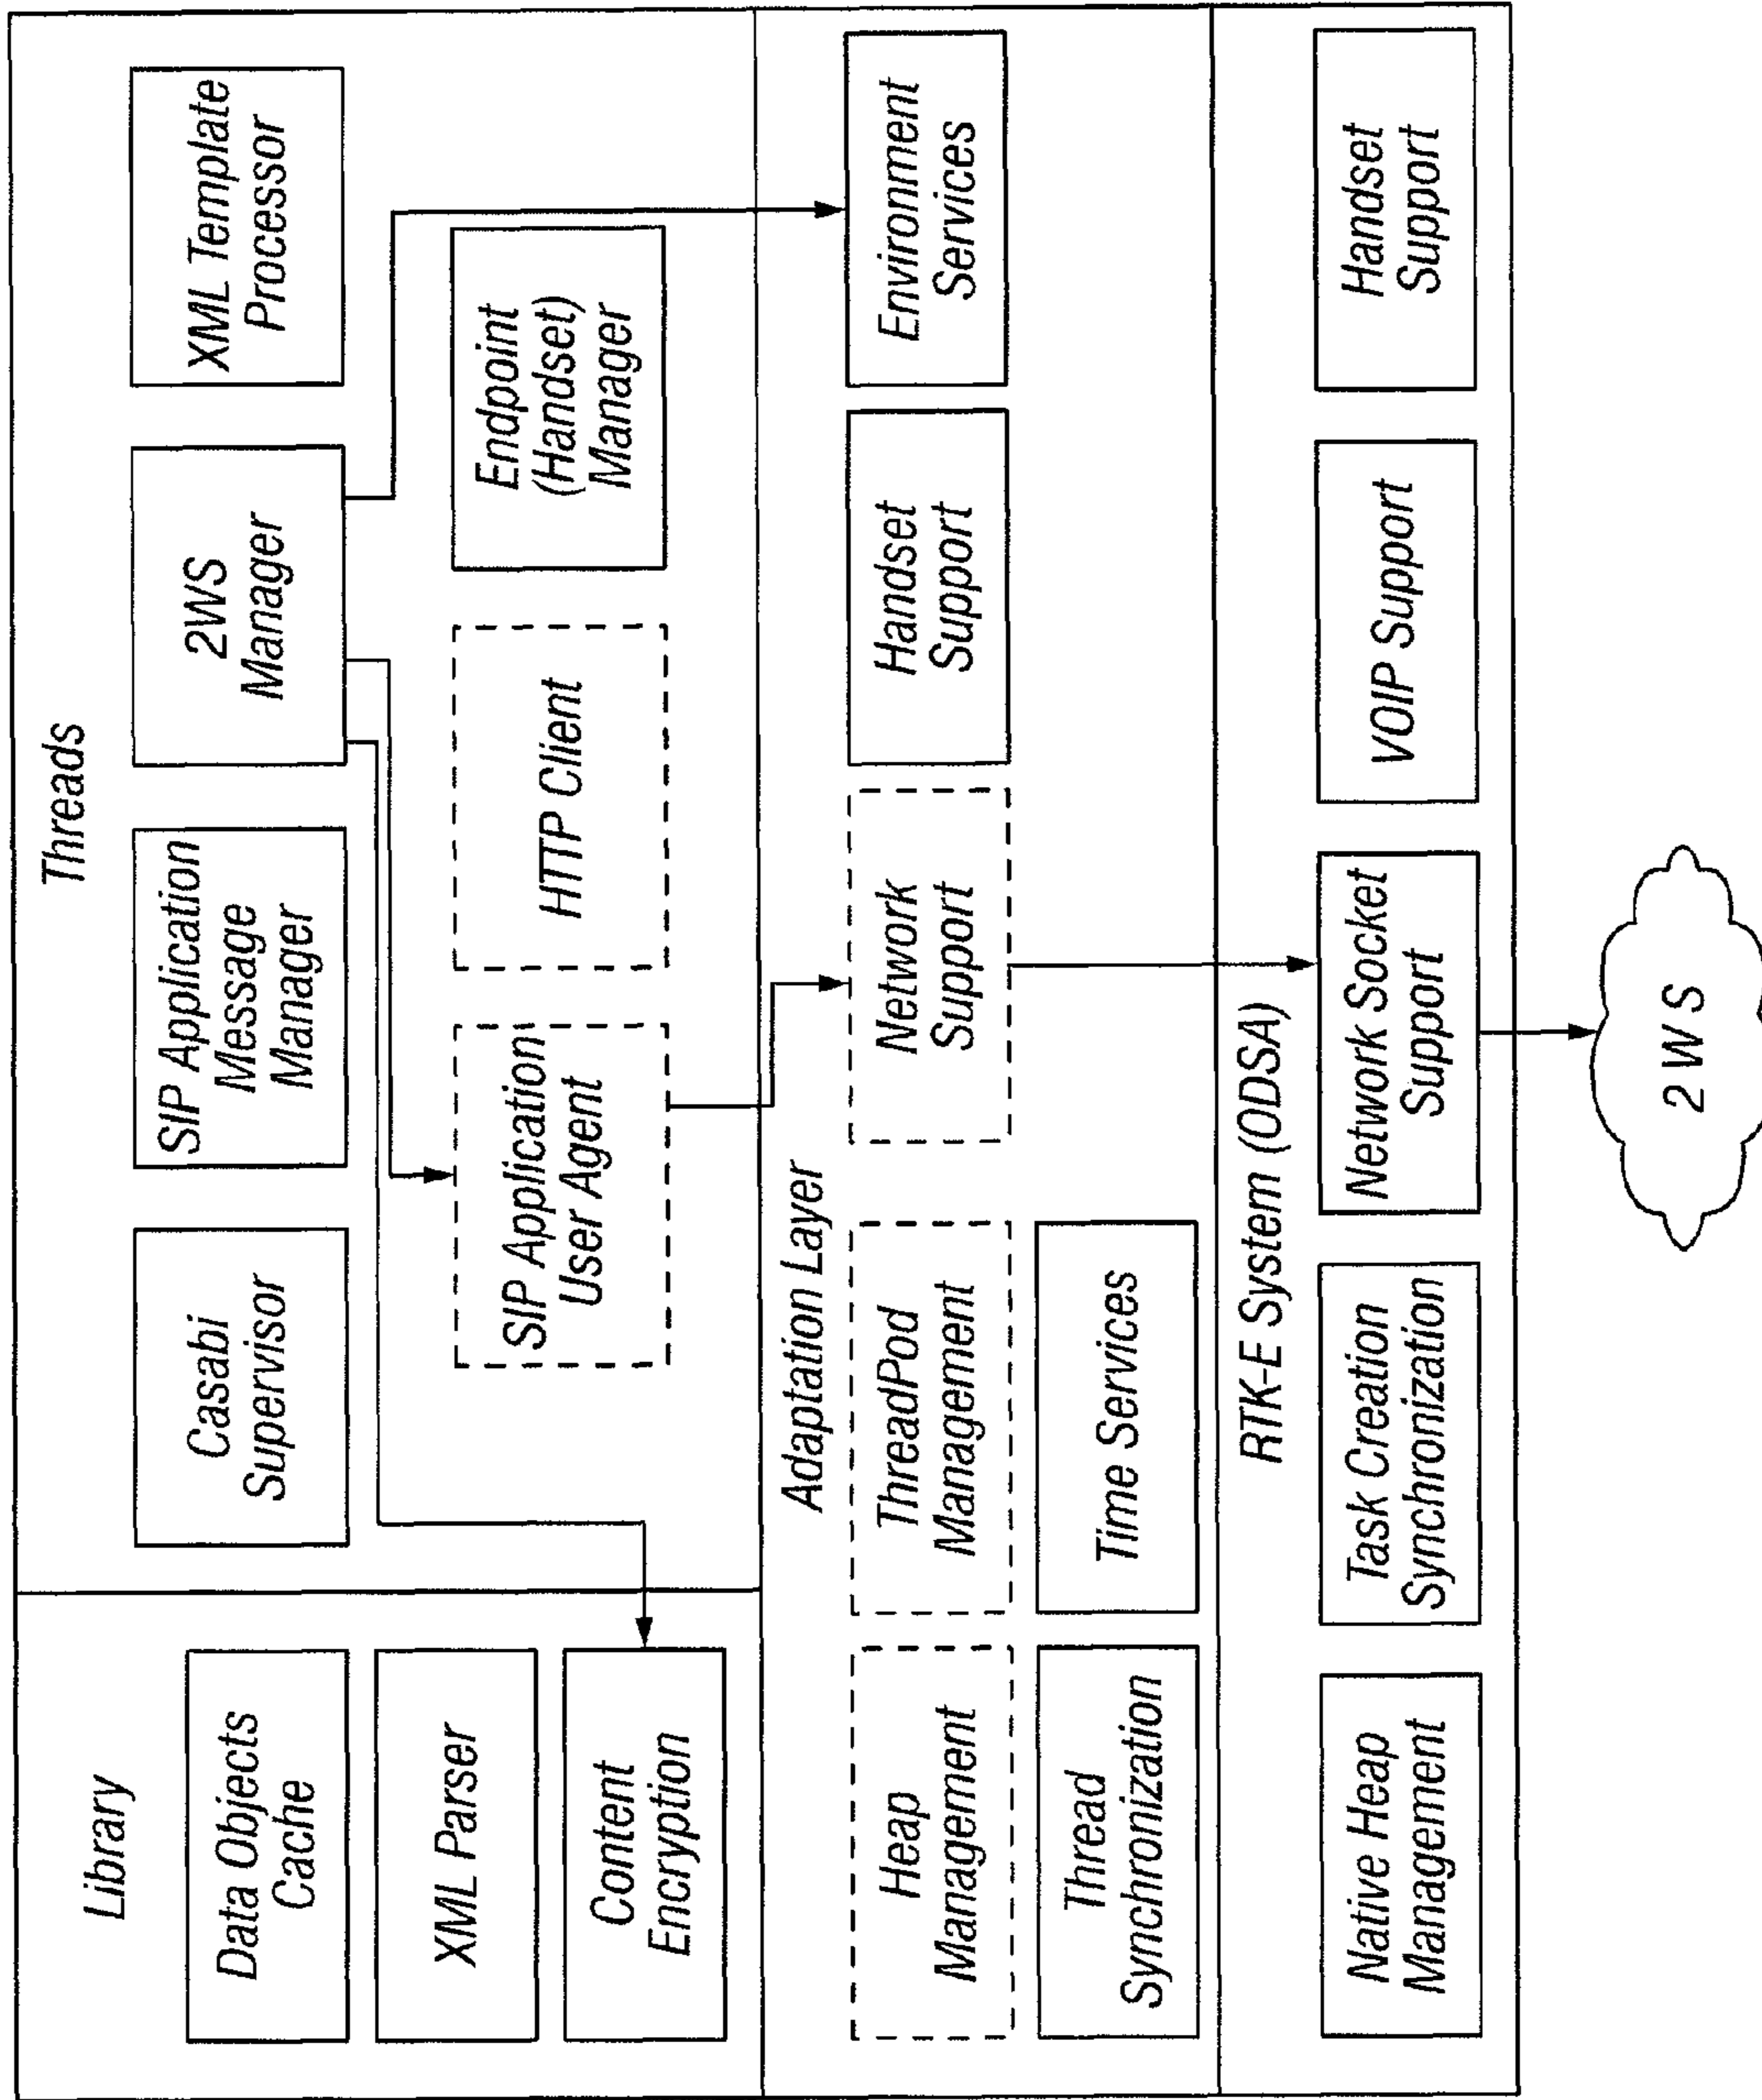 Library
Data Objects
Cache
XML Parser
Content
Encryption
Threads
Casabi
Supervisor
SIP Application
Message
Manager
2WS
Manager
XML Template
Processor
SIP Application
User Agent
HTTP Client
Endpoint
(Handset)
Manager
Adaptation Layer
Heap
Management
ThreadPod
Management
Network
Support
Handset
Support
Environment
Services
Thread
Synchronization
Time Services
RTK-E System (ODSA)
Native Heap
Management
Task Creation
Synchronization
Network Socket
Support
VOIP Support
Handset
Support
2 W S